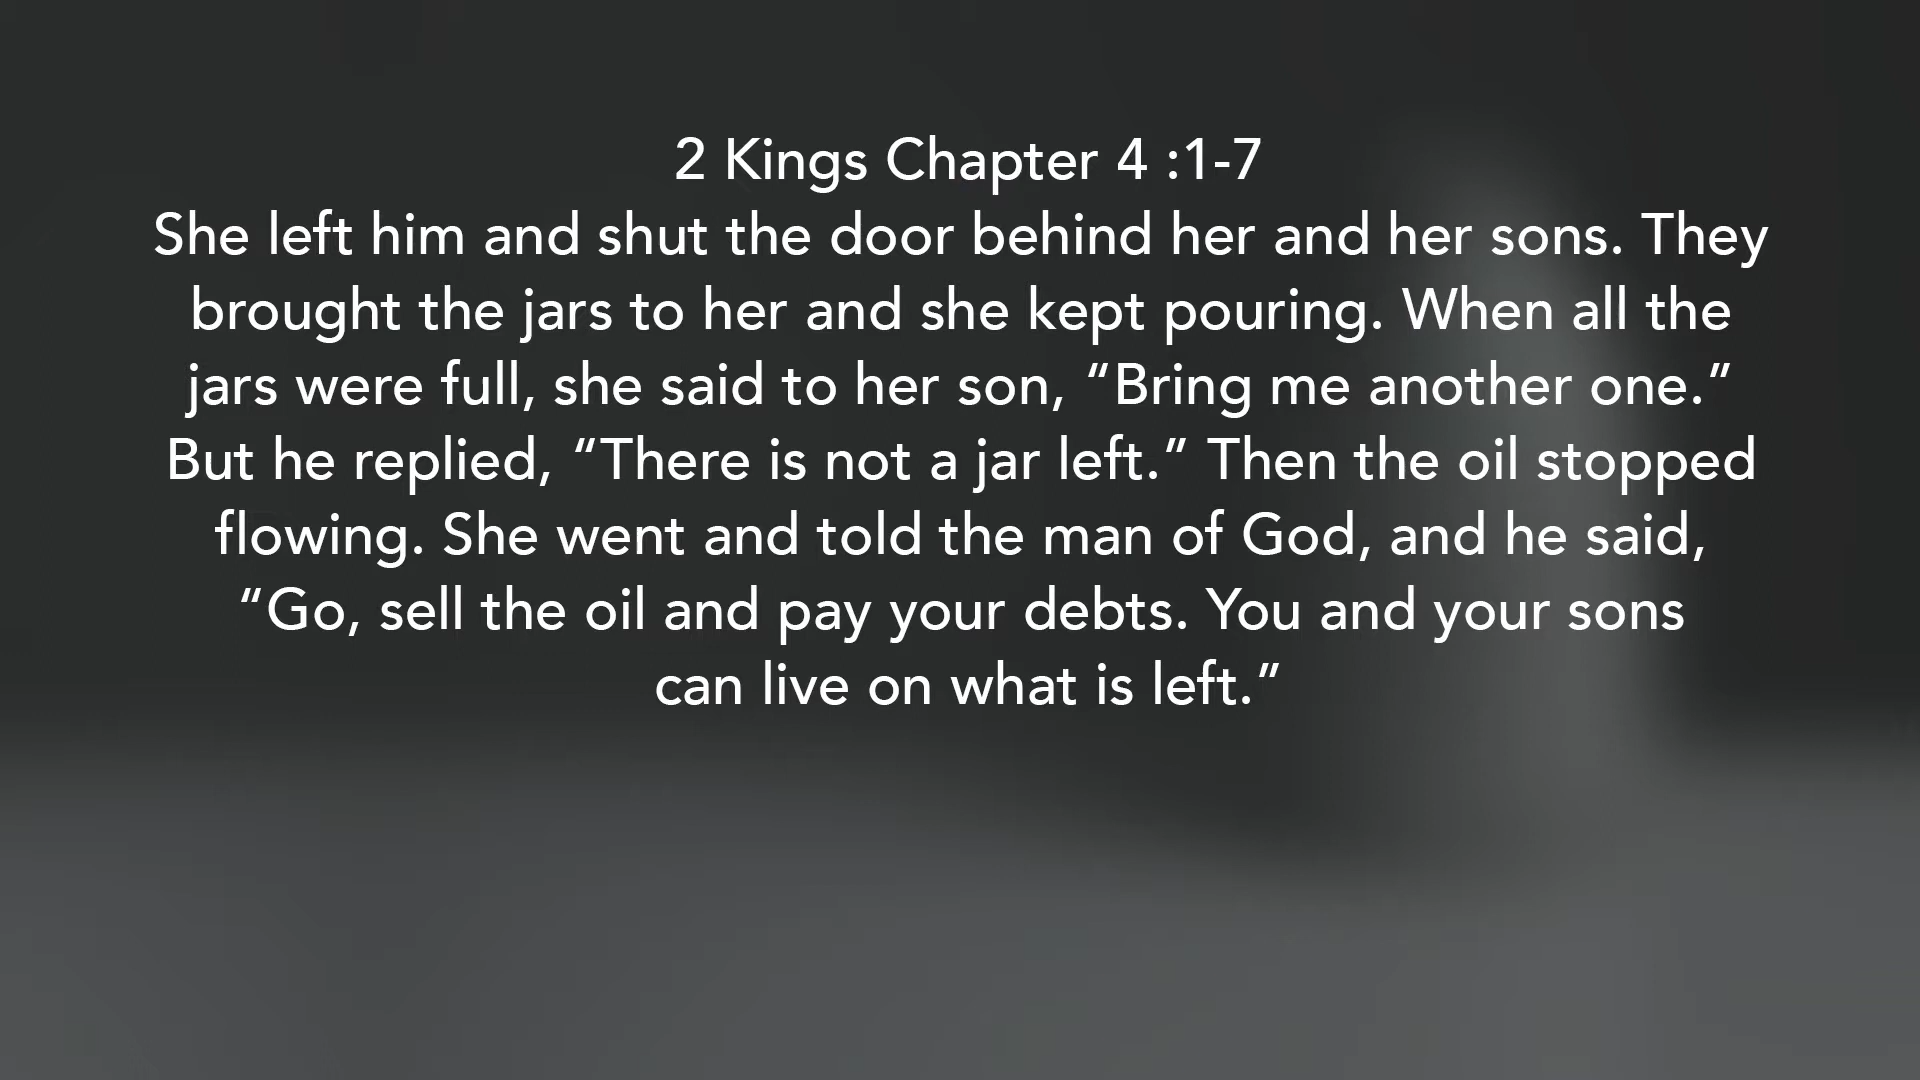 2 Kings Chapter 4 :1-7
She left him and shut the door behind her and her sons. They
brought the jars to her and she kept pouring. When all the
jars were full, she said to her son, “Bring me another one.”
But he replied, “There is not a jar left.” Then the oil stopped
flowing. She went and told the man of God, and he said,
“Go, sell the oil and pay your debts. You and your sons
can live on what is left.”